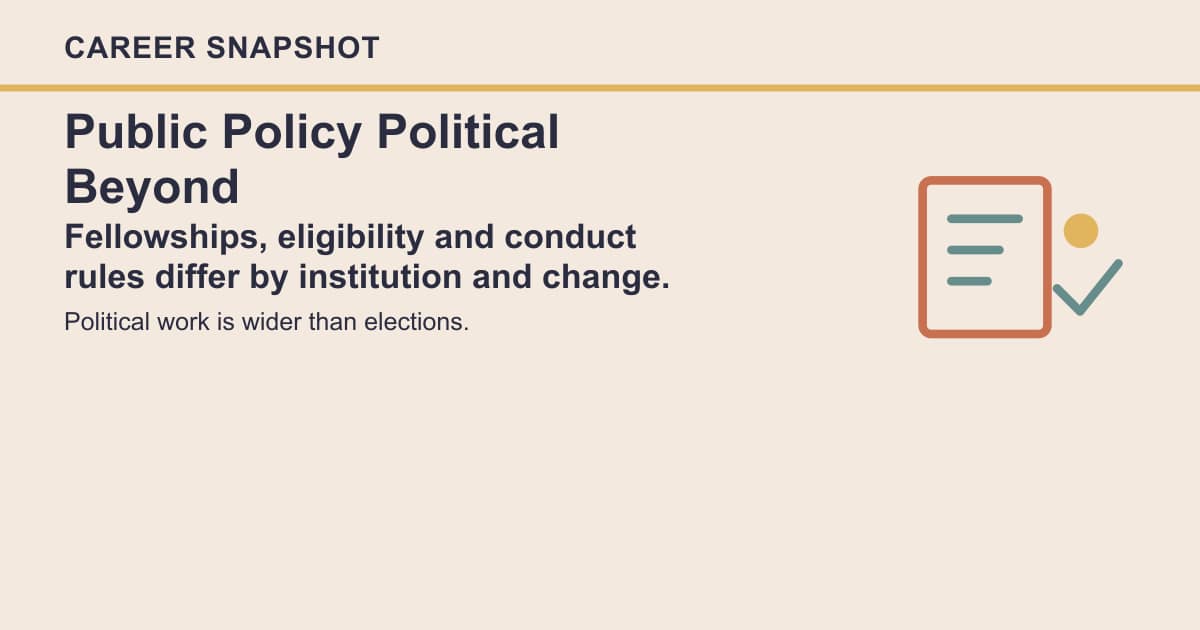 CAREER SNAPSHOT
Public Policy Political
Beyond
Fellowships, eligibility and conduct
rules differ by institution and change.
Political work is wider than elections.